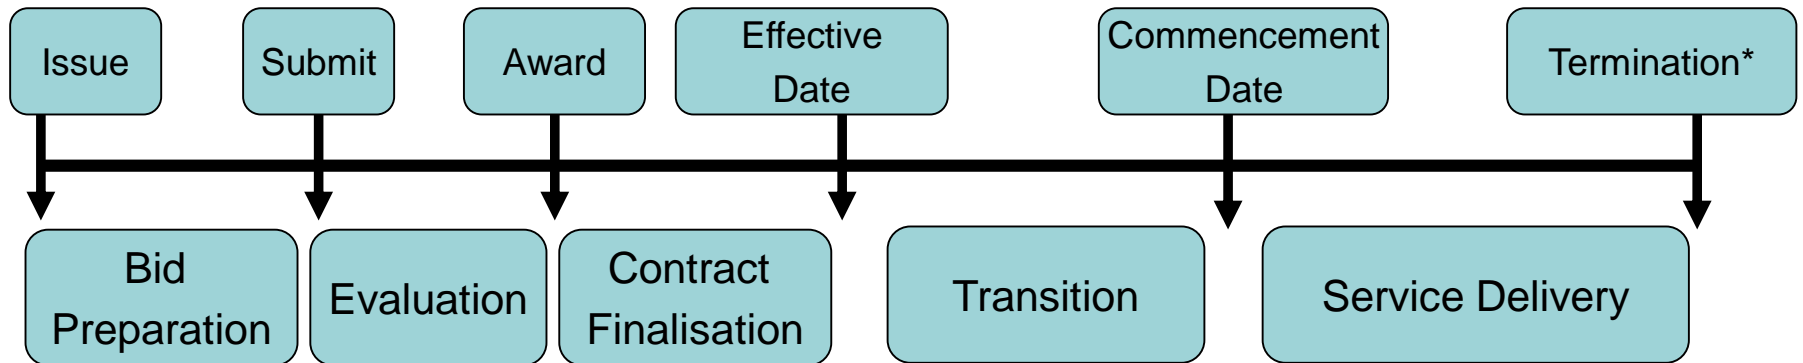 Issue
Submit
Award
Effective
Date
Commencement
Date
Termination*
Bid
Preparation
Evaluation
Contract
Finalisation
Transition
Service Delivery